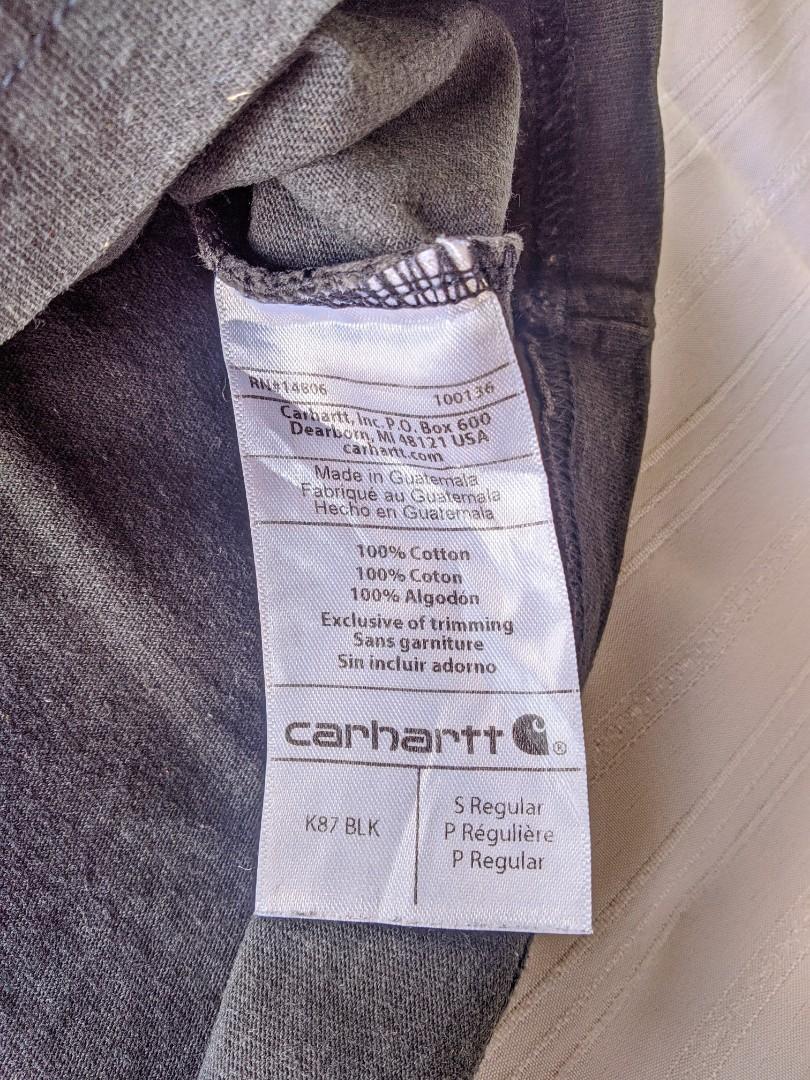 RN#14806 100136
Carhartt, Inc, P.O. Box 600
Dearborn, MI 48121 USA
carhartt.com
Made in Guatemala
Fabriqué au Guatemala
Hecho en Guatemala
100% Cotton
100% Coton
100% Algodón
Exclusive of trimming
Sans garniture
Sin incluir adorno
carhartt ®
K87 BLK
S Regular
P Régulière
P Regular